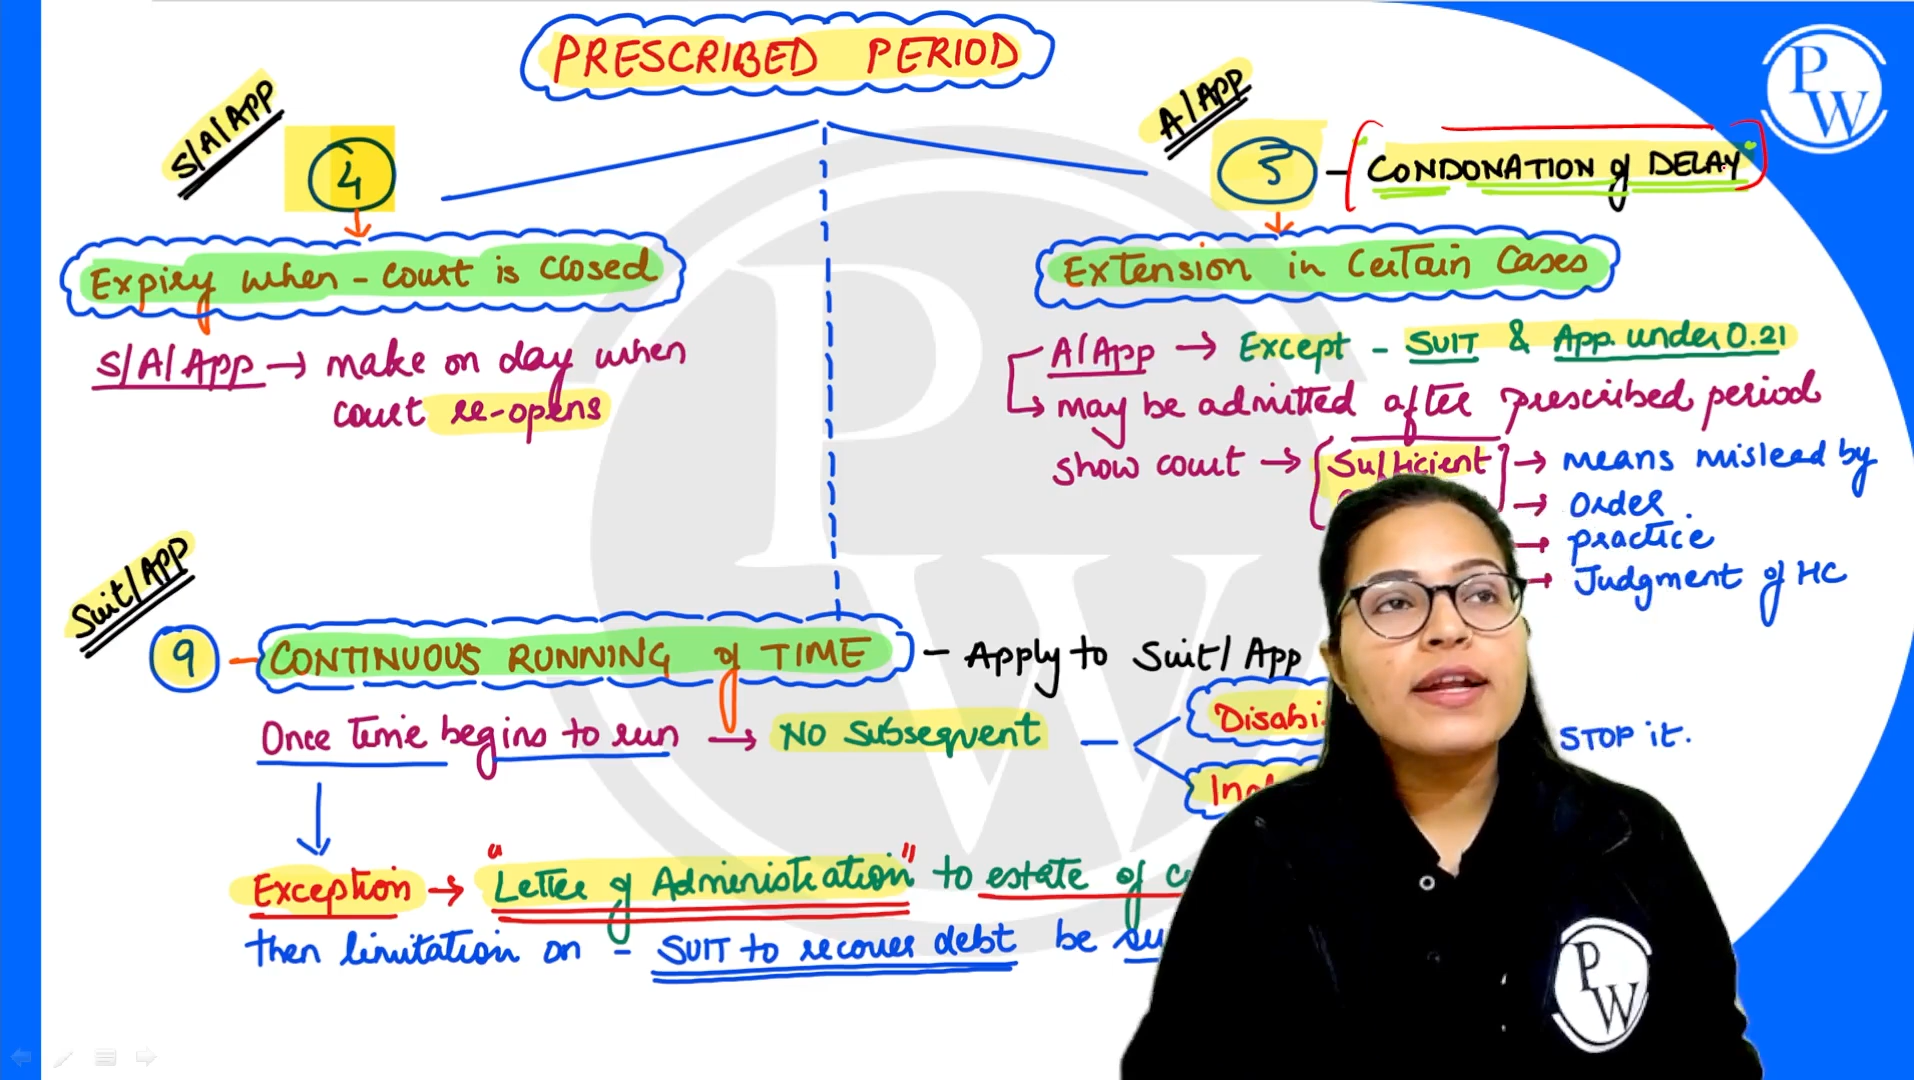 PRESCRIBED PERIOD
PW
S/A/APP
4
Expiry when - court is closed
S/A/APP → make on day when
court re-opens
A/APP
5 - [CONDONATION of DELAY]
Extension in Certain Cases
A/APP → Except - SUIT & App. under O.21
→ may be admitted after prescribed period
show court → [Sufficient] → means mislead by
→ Order
→ practice
→ Judgment of HC
Suit/APP
9 - CONTINUOUS RUNNING of TIME - Apply to Suit/App
Once Time begins to run → No Subsequent -
STOP it.
Exception → "Letter of Administration" to estate of
then limitation on - SUIT to recover debt be
PW
PW